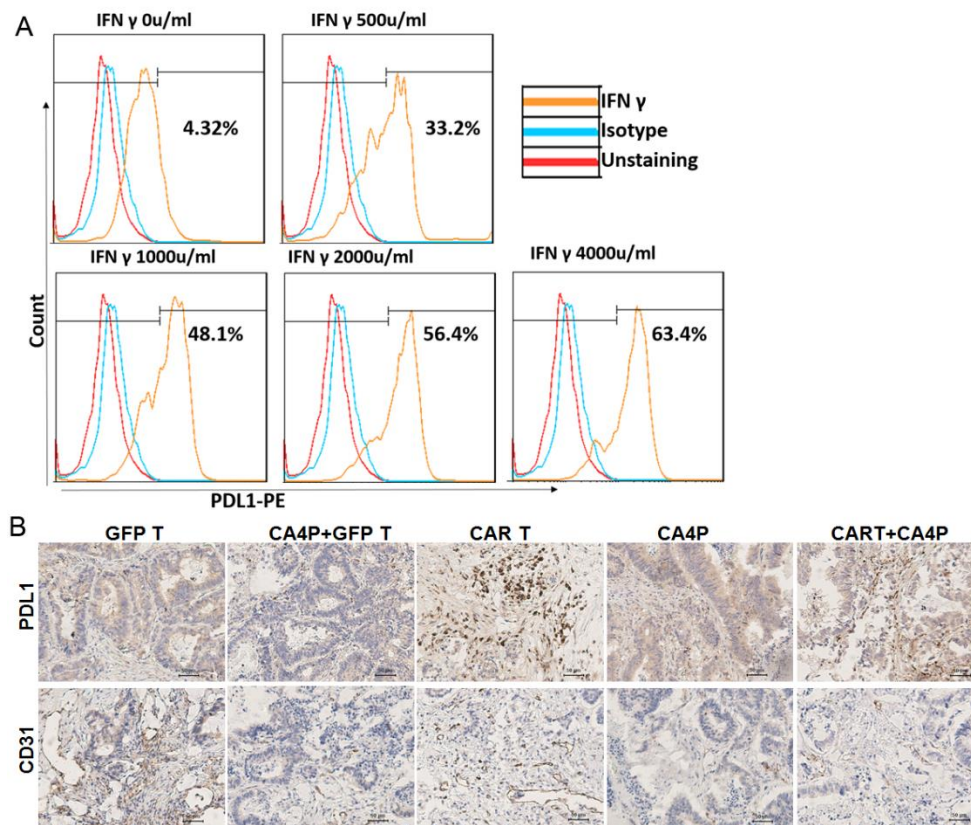 A
IFN γ 0u/ml
IFN γ 500u/ml
4.32%
33.2%
IFN γ
Isotype
Unstaining
IFN γ 1000u/ml
IFN γ 2000u/ml
IFN γ 4000u/ml
48.1%
56.4%
63.4%
Count
PDL1-PE
B
GFP T
CA4P+GFP T
CAR T
CA4P
CART+CA4P
PDL1
CD31